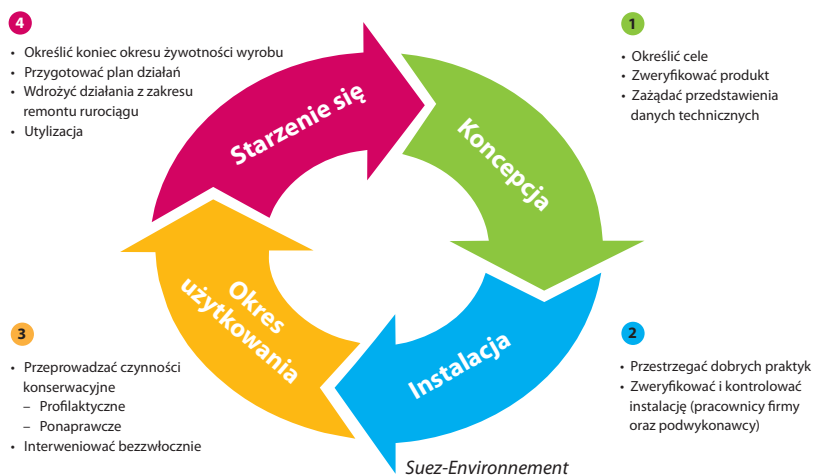 4
• Określić koniec okresu żywotności wyrobu
• Przygotować plan działań
• Wdrożyć działania z zakresu
remontu rurociągu
• Utylizacja
1
• Określić cele
• Zweryfikować produkt
• Zażądać przedstawienia
danych technicznych
Starzenie się
Koncepcja
Okres
użytkowania
Instalacja
3
• Przeprowadzać czynności
konserwacyjne
– Profilaktyczne
– Ponaprawcze
• Interweniować bezzwłocznie
2
• Przestrzegać dobrych praktyk
• Zweryfikować i kontrolować
instalację (pracownicy firmy
oraz podwykonawcy)
Suez-Environnement